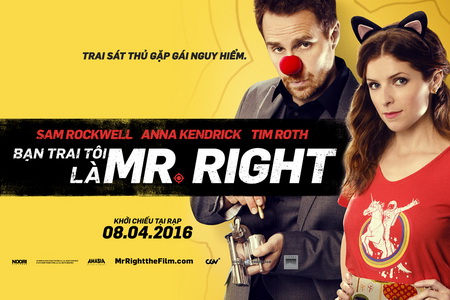 TRAI SÁT THỦ GẶP GÁI NGUY HIỂM.
SAM ROCKWELL ANNA KENDRICK TIM ROTH
BẠN TRAI TÔI
LÀ MR. RIGHT
KHỞI CHIẾU TẠI RẠP
08.04.2016
MrRighttheFilm.com
CGV